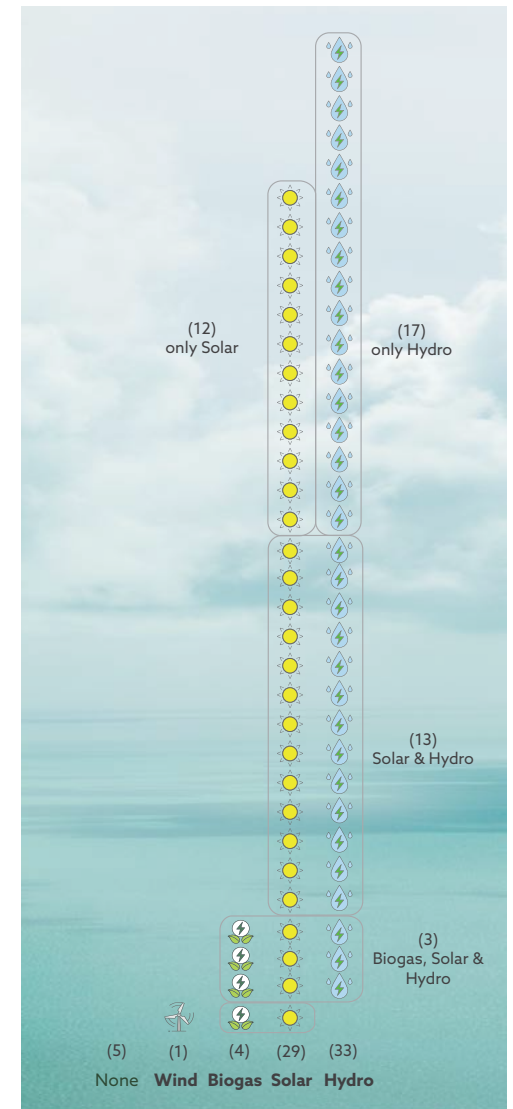 (12)
only Solar
(17)
only Hydro
(13)
Solar & Hydro
(3)
Biogas, Solar &
Hydro
(5) (1) (4) (29) (33)
None Wind Biogas Solar Hydro